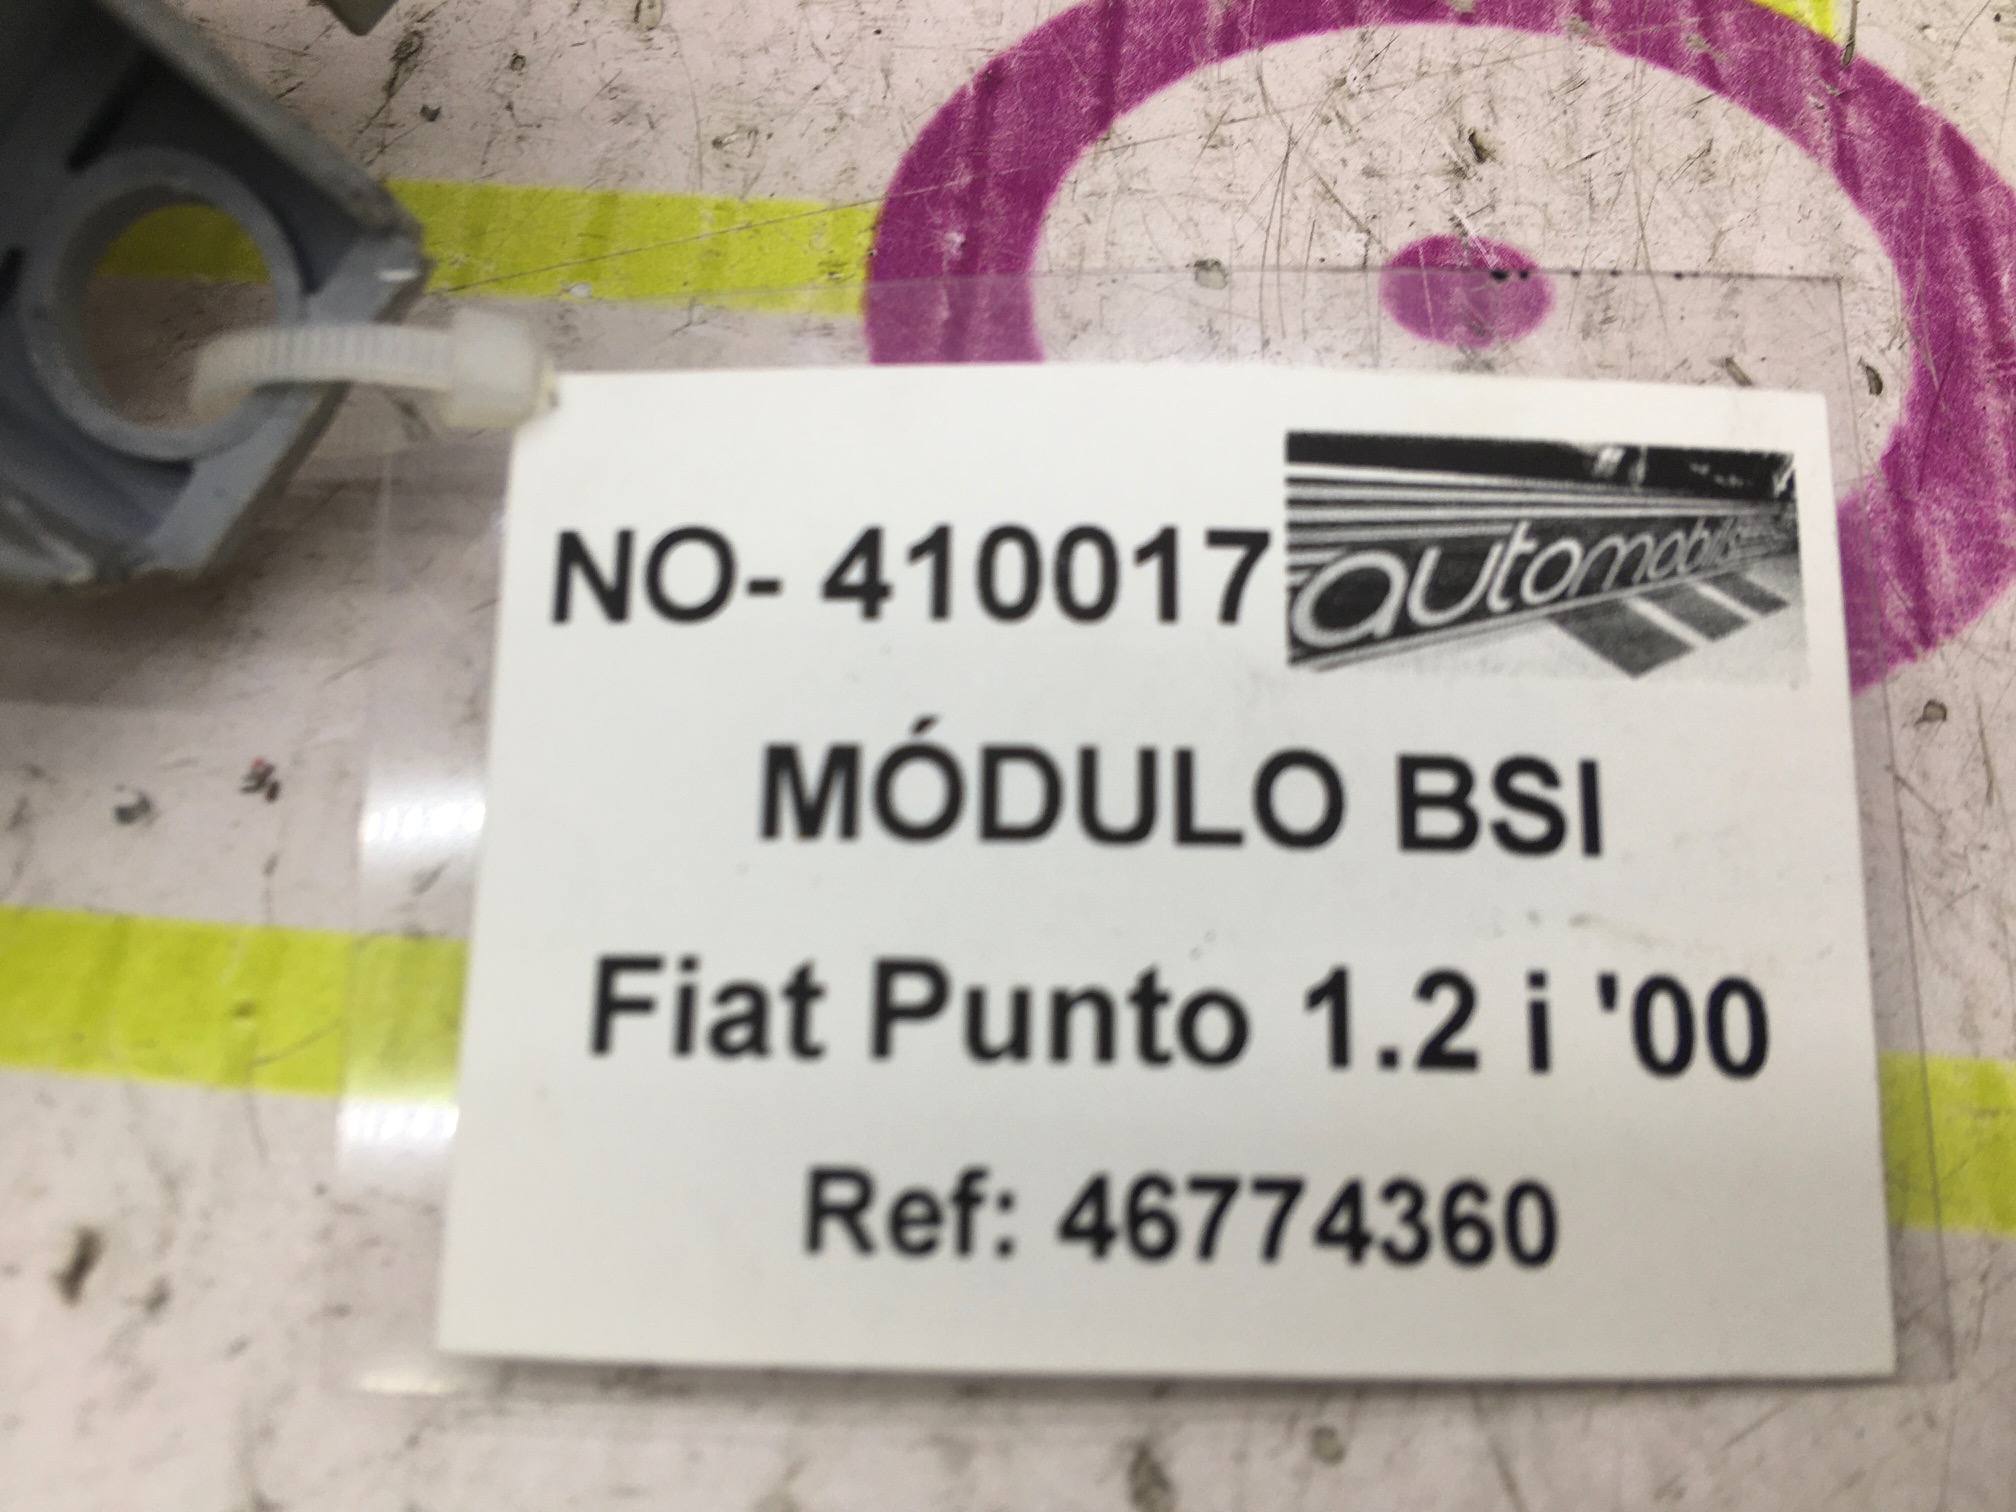 NO- 410017
automobils
MÓDULO BSI
Fiat Punto 1.2 i '00
Ref: 46774360